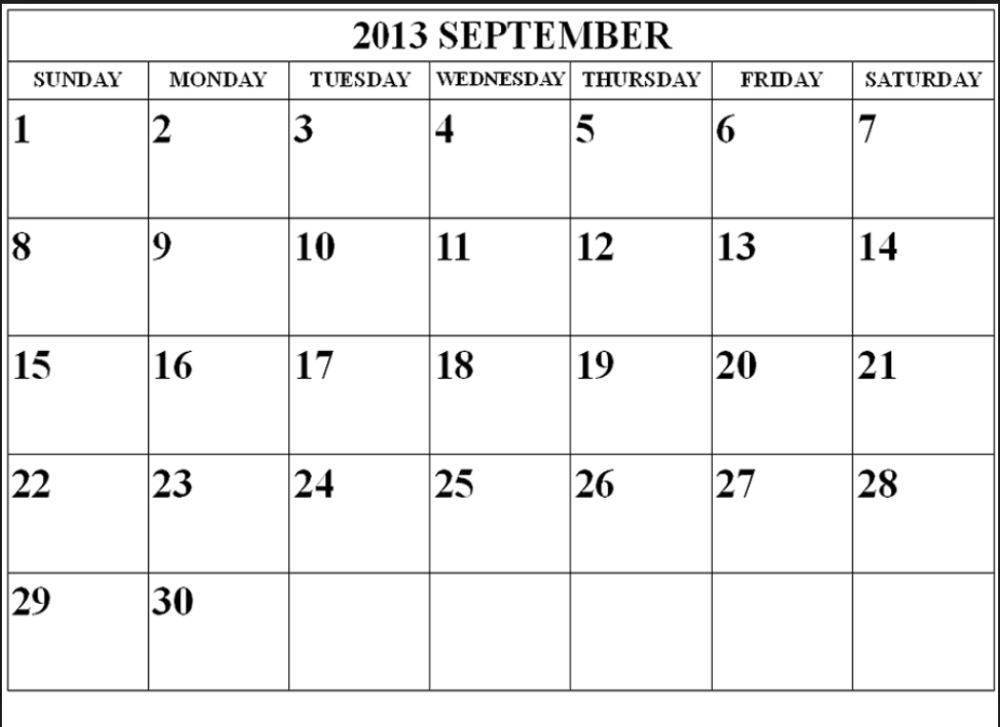 2013 SEPTEMBER
SUNDAY MONDAY TUESDAY WEDNESDAY THURSDAY FRIDAY SATURDAY
1 2 3 4 5 6 7
8 9 10 11 12 13 14
15 16 17 18 19 20 21
22 23 24 25 26 27 28
29 30